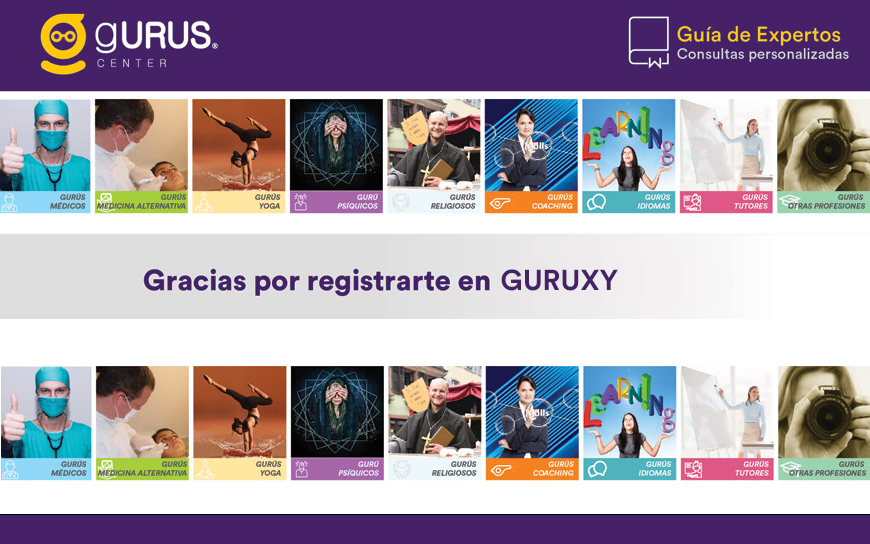 gURUS®
CENTER
Guía de Expertos
Consultas personalizadas
GURÚS
MÉDICOS
GURÚS
MEDICINA ALTERNATIVA
GURÚS
YOGA
GURÚ
PSÍQUICOS
GURÚS
RELIGIOSOS
Skills
GURÚS
COACHING
LEARNING
GURÚS
IDIOMAS
GURÚS
TUTORES
GURÚS
OTRAS PROFESIONES
Gracias por registrarte en GURUXY
GURÚS
MÉDICOS
GURÚS
MEDICINA ALTERNATIVA
GURÚS
YOGA
GURÚ
PSÍQUICOS
GURÚS
RELIGIOSOS
Skills
GURÚS
COACHING
LEARNING
GURÚS
IDIOMAS
GURÚS
TUTORES
GURÚS
OTRAS PROFESIONES